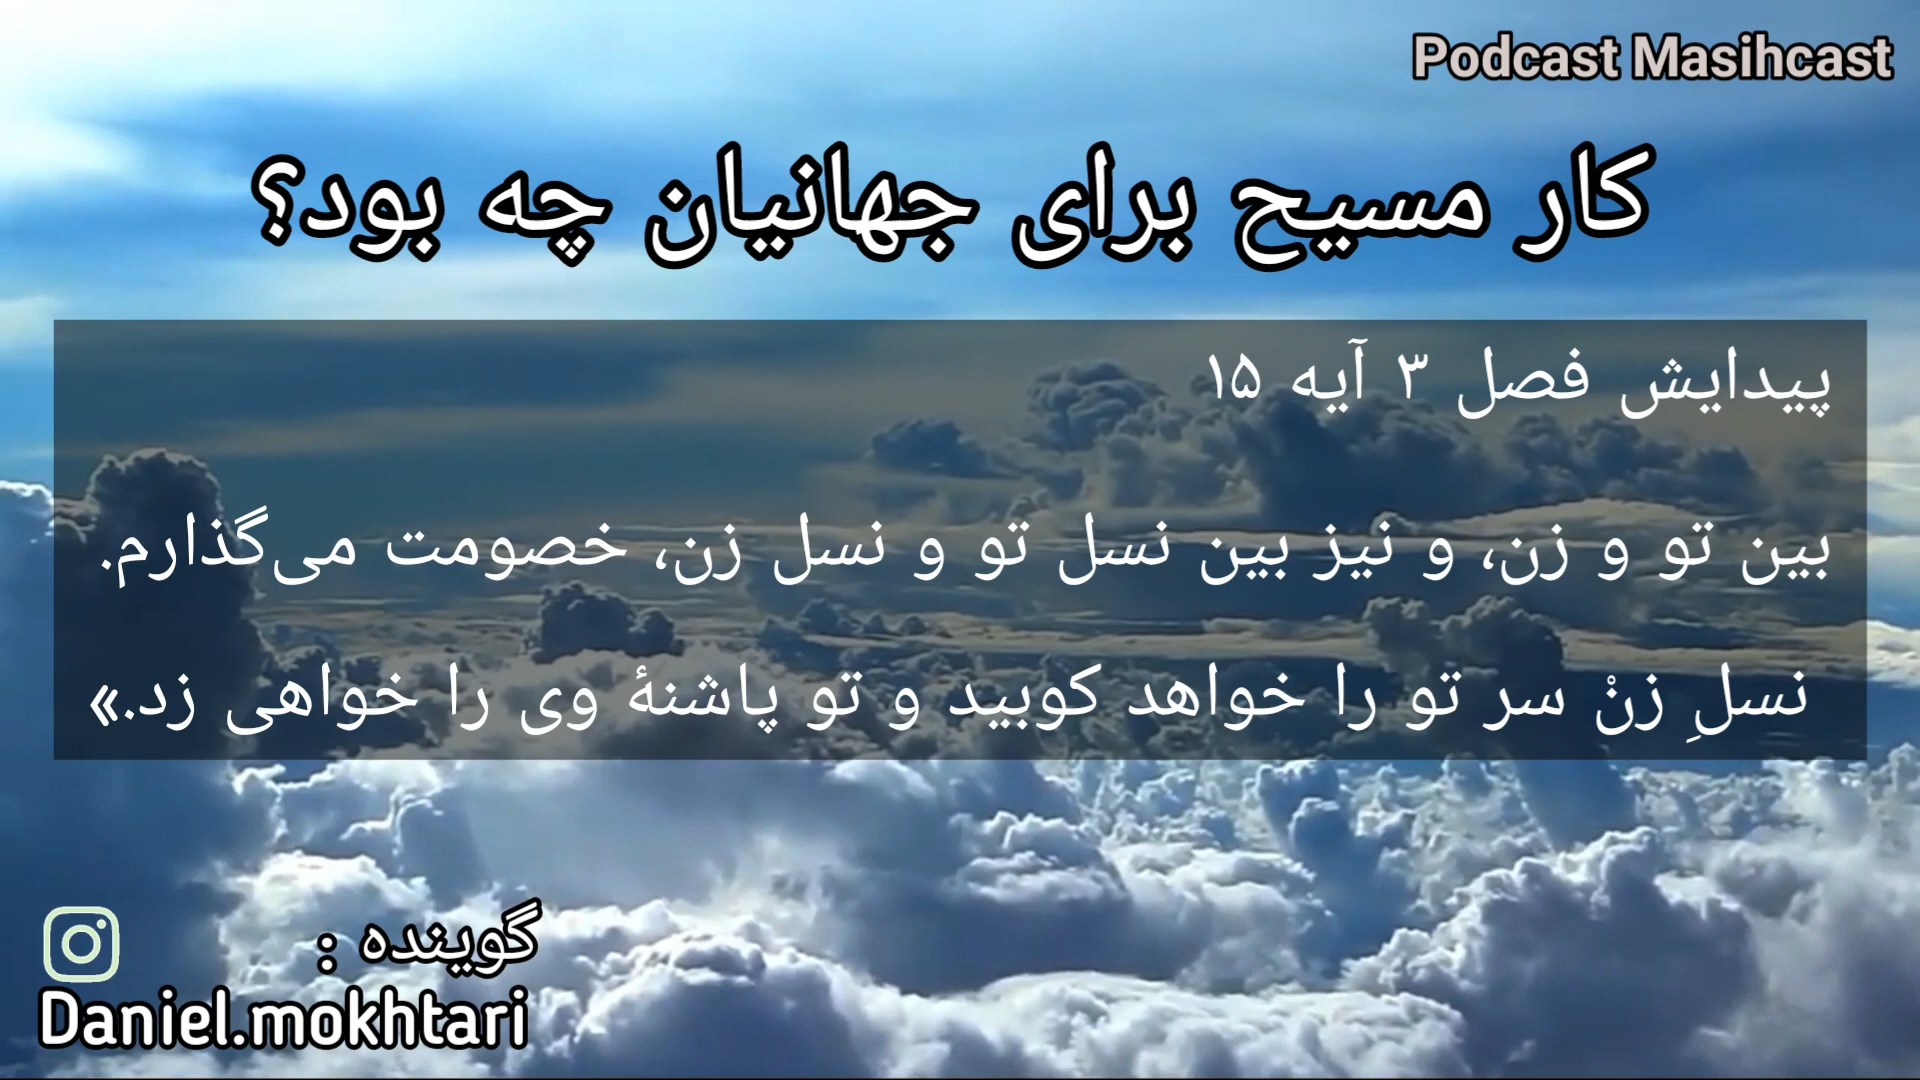 Podcast Masihcast
کار مسیح برای جهانیان چه بود؟
پیدایش فصل ۳ آیه ۱۵
بین تو و زن، و نیز بین نسل تو و نسل زن، خصومت می‌گذارم.
نسلِ زنْ سر تو را خواهد کوبید و تو پاشنهٔ وی را خواهی زد.»
گوینده :
Daniel.mokhtari